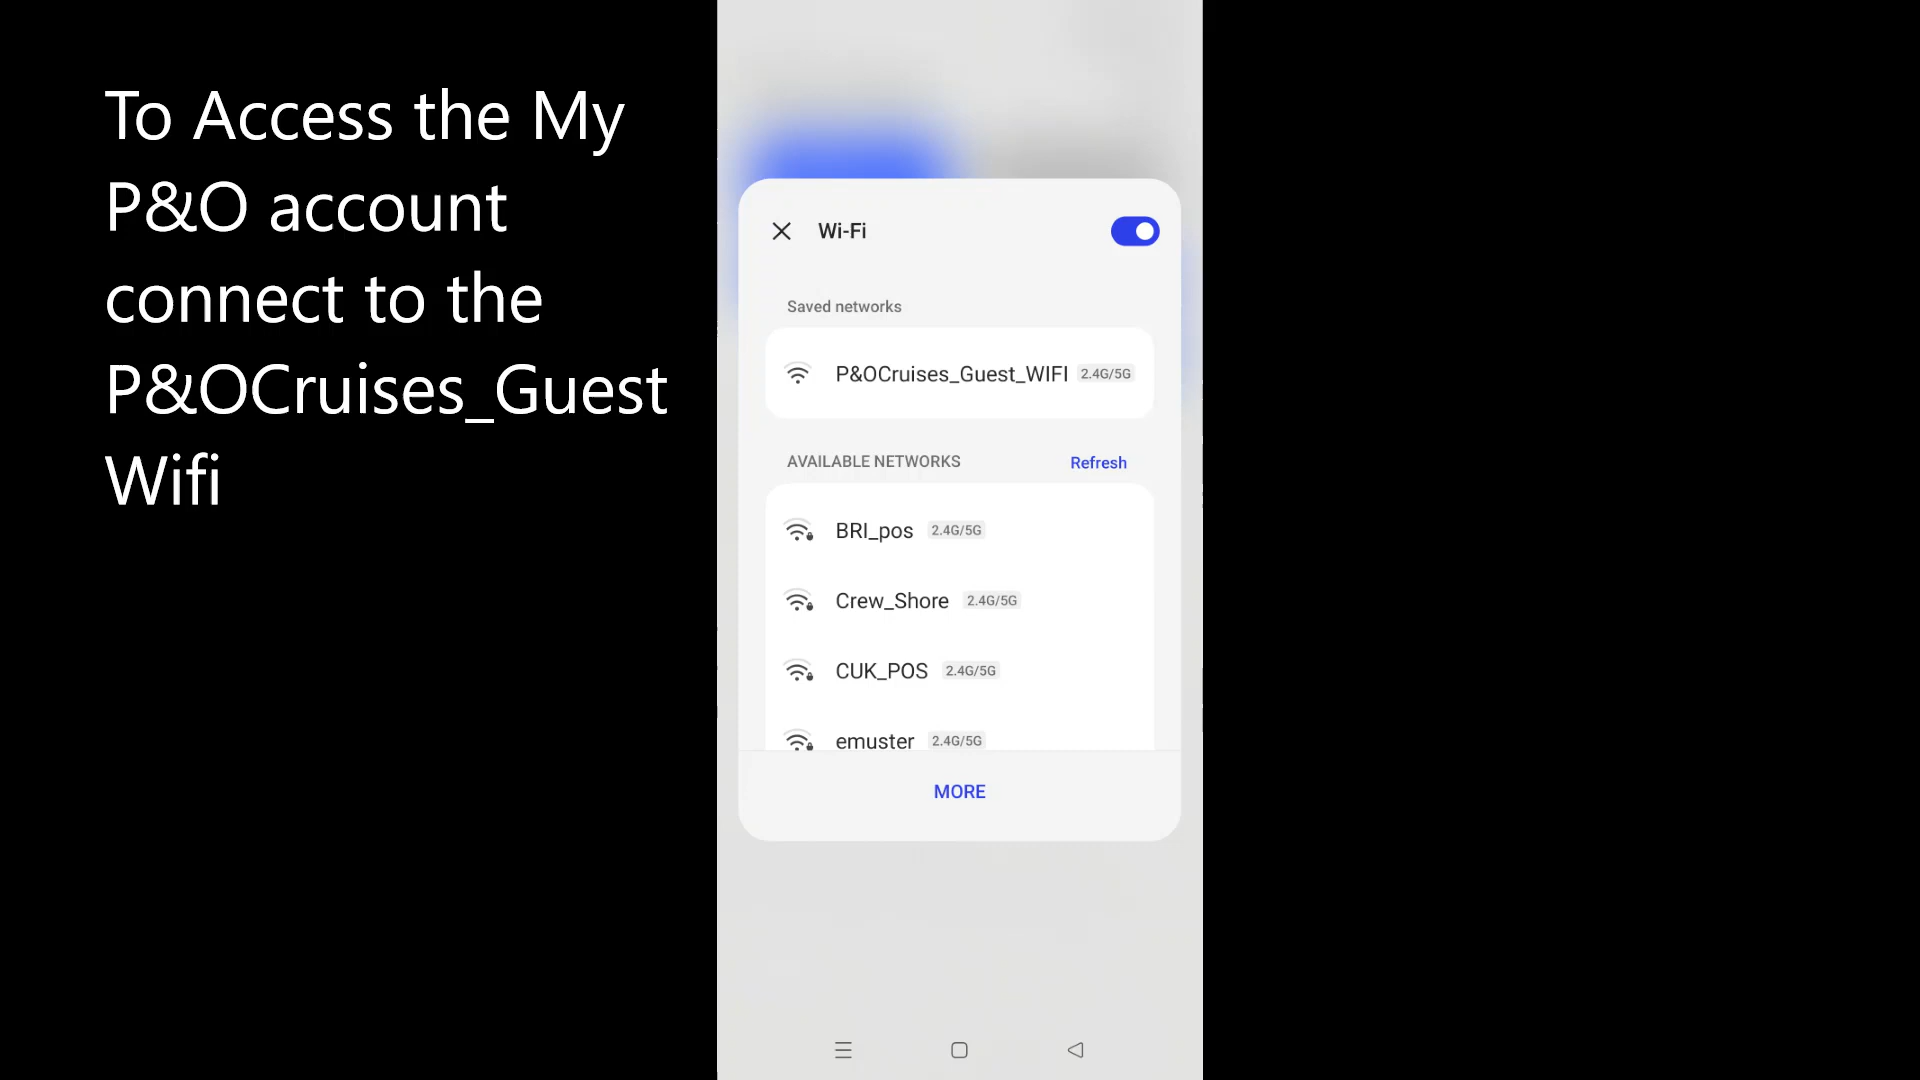 To Access the My
P&O account
connect to the
P&OCruises_Guest
Wifi
Wi-Fi
Saved networks
P&OCruises_Guest_WIFI 2.4G/5G
AVAILABLE NETWORKS Refresh
BRI_pos 2.4G/5G
Crew_Shore 2.4G/5G
CUK_POS 2.4G/5G
emuster 2.4G/5G
MORE